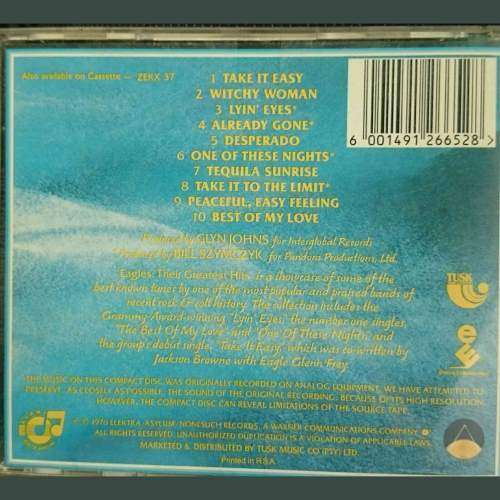 Also available on Cassette — ZEKX 37
1 TAKE IT EASY
2 WITCHY WOMAN
3 LYIN' EYES*
4 ALREADY GONE*
5 DESPERADO
6 ONE OF THESE NIGHTS*
7 TEQUILA SUNRISE
8 TAKE IT TO THE LIMIT*
9 PEACEFUL, EASY FEELING
10 BEST OF MY LOVE
6 001491 266528
Produced by GLYN JOHNS for Interglobal Records
*Produced by BILL SZYMCZYK for Pandora Productions, Ltd.
Eagles: Their Greatest Hits is a showcase of some of the
best known tunes by one of the most popular and praised bands of
recent rock & roll history. The collection includes the
Grammy-Award-winning "Lyin' Eyes," the number one singles,
"The Best Of My Love" and "One Of These Nights," and
the group's debut single, "Take It Easy," which was co-written by
Jackson Browne with Eagle Glenn Frey.
TUSK
THE MUSIC ON THIS COMPACT DISC WAS ORIGINALLY RECORDED ON ANALOG EQUIPMENT. WE HAVE ATTEMPTED TO
PRESERVE, AS CLOSELY AS POSSIBLE, THE SOUND OF THE ORIGINAL RECORDING. BECAUSE OF ITS HIGH RESOLUTION,
HOWEVER, THE COMPACT DISC CAN REVEAL LIMITATIONS OF THE SOURCE TAPE.
℗ © 1976 ELEKTRA/ASYLUM/NONESUCH RECORDS, A WARNER COMMUNICATIONS COMPANY.
ALL RIGHTS RESERVED. UNAUTHORIZED DUPLICATION IS A VIOLATION OF APPLICABLE LAWS.
MARKETED & DISTRIBUTED BY TUSK MUSIC CO (PTY) LTD.
Printed in R.S.A.